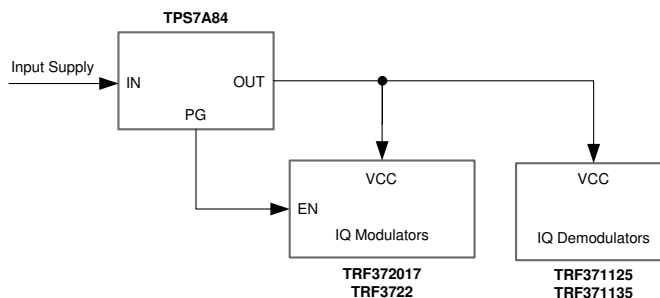 TPS7A84
Input Supply
IN
OUT
PG
VCC
EN
IQ Modulators
TRF372017
TRF3722
VCC
IQ Demodulators
TRF371125
TRF371135